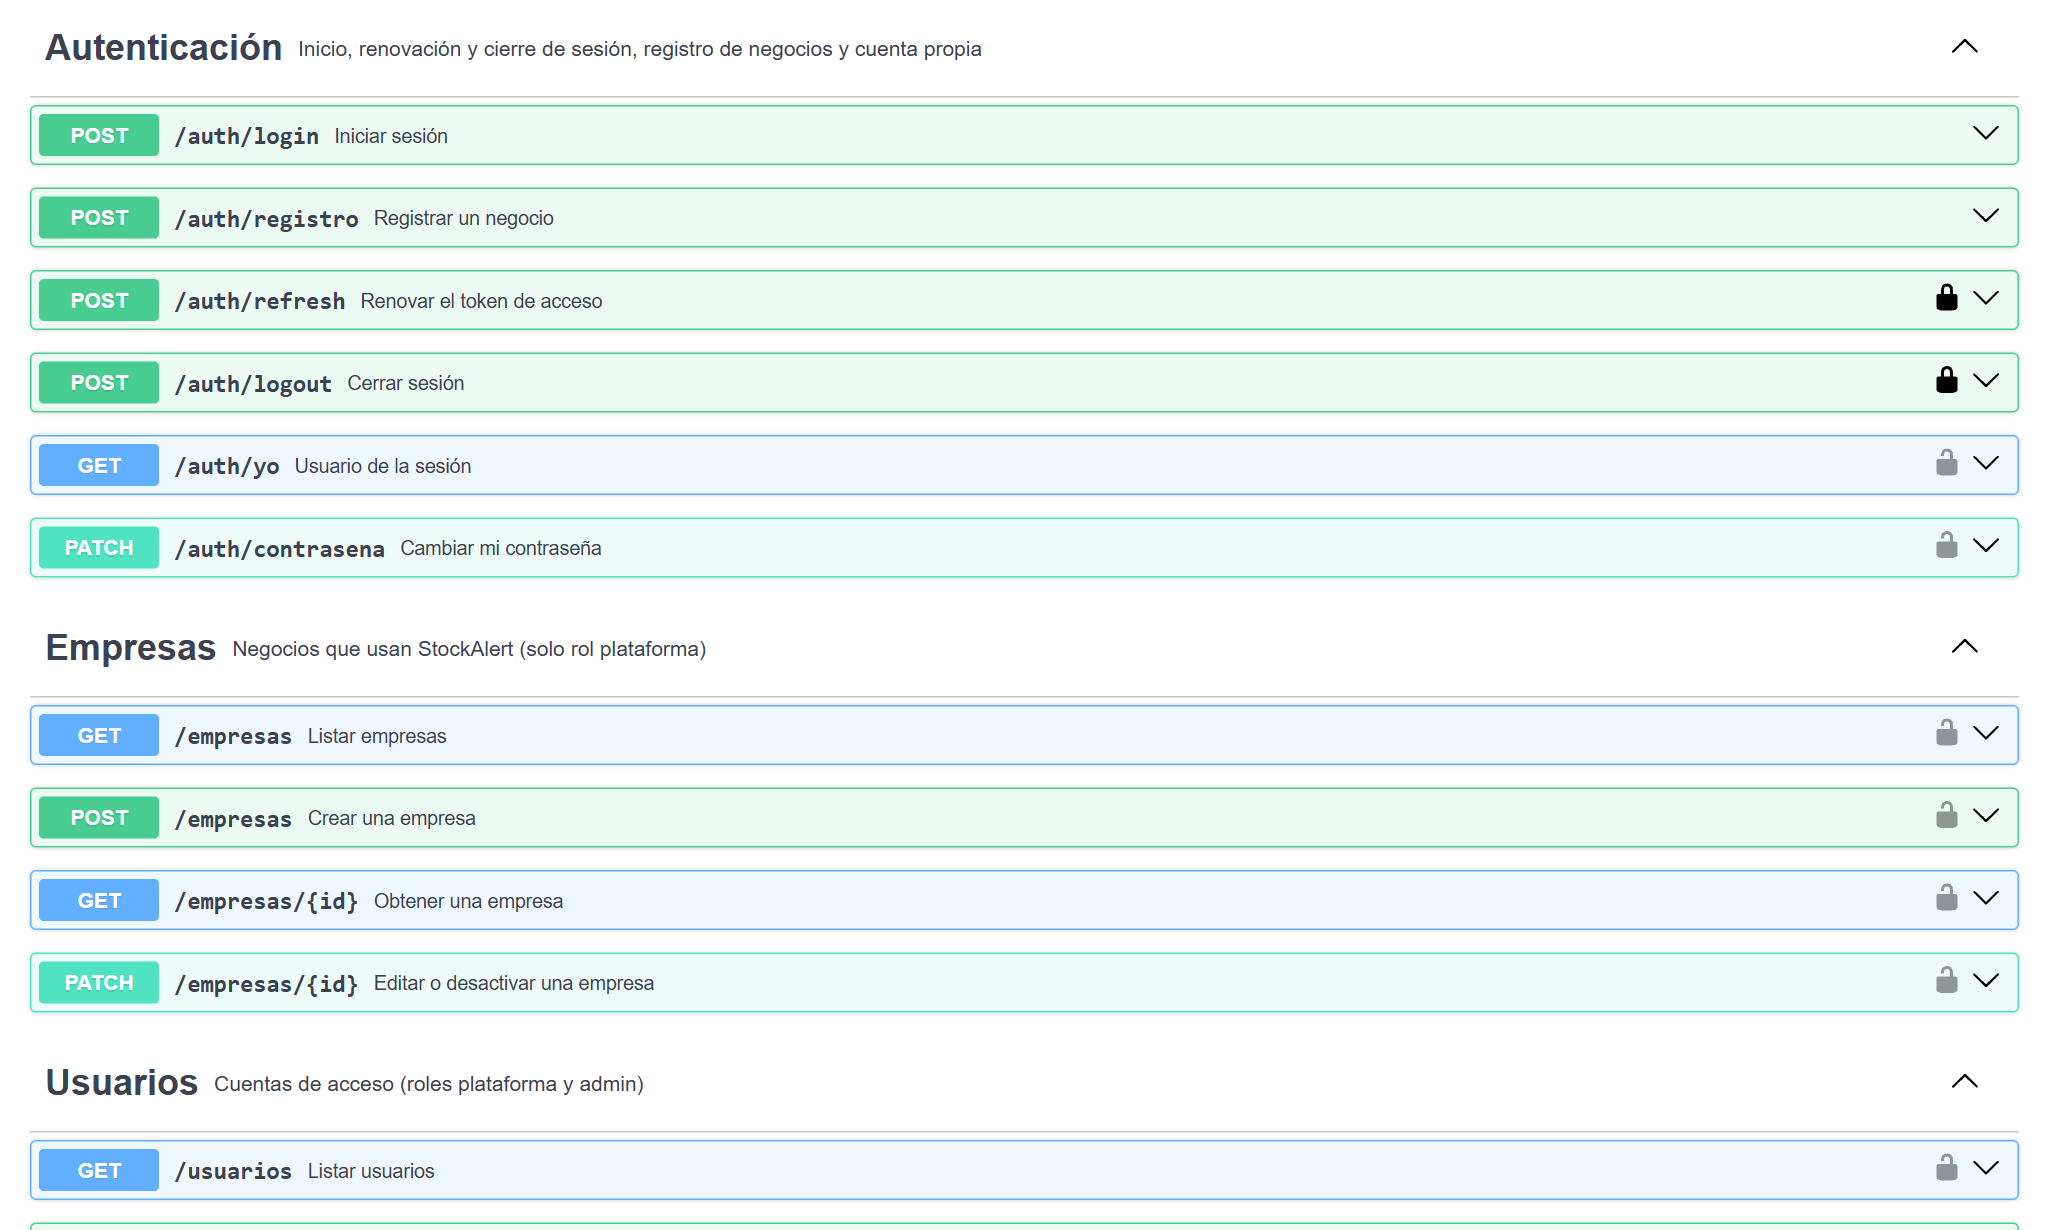 Autenticación Inicio, renovación y cierre de sesión, registro de negocios y cuenta propia
POST /auth/login Iniciar sesión
POST /auth/registro Registrar un negocio
POST /auth/refresh Renovar el token de acceso
POST /auth/logout Cerrar sesión
GET /auth/yo Usuario de la sesión
PATCH /auth/contrasena Cambiar mi contraseña
Empresas Negocios que usan StockAlert (solo rol plataforma)
GET /empresas Listar empresas
POST /empresas Crear una empresa
GET /empresas/{id} Obtener una empresa
PATCH /empresas/{id} Editar o desactivar una empresa
Usuarios Cuentas de acceso (roles plataforma y admin)
GET /usuarios Listar usuarios